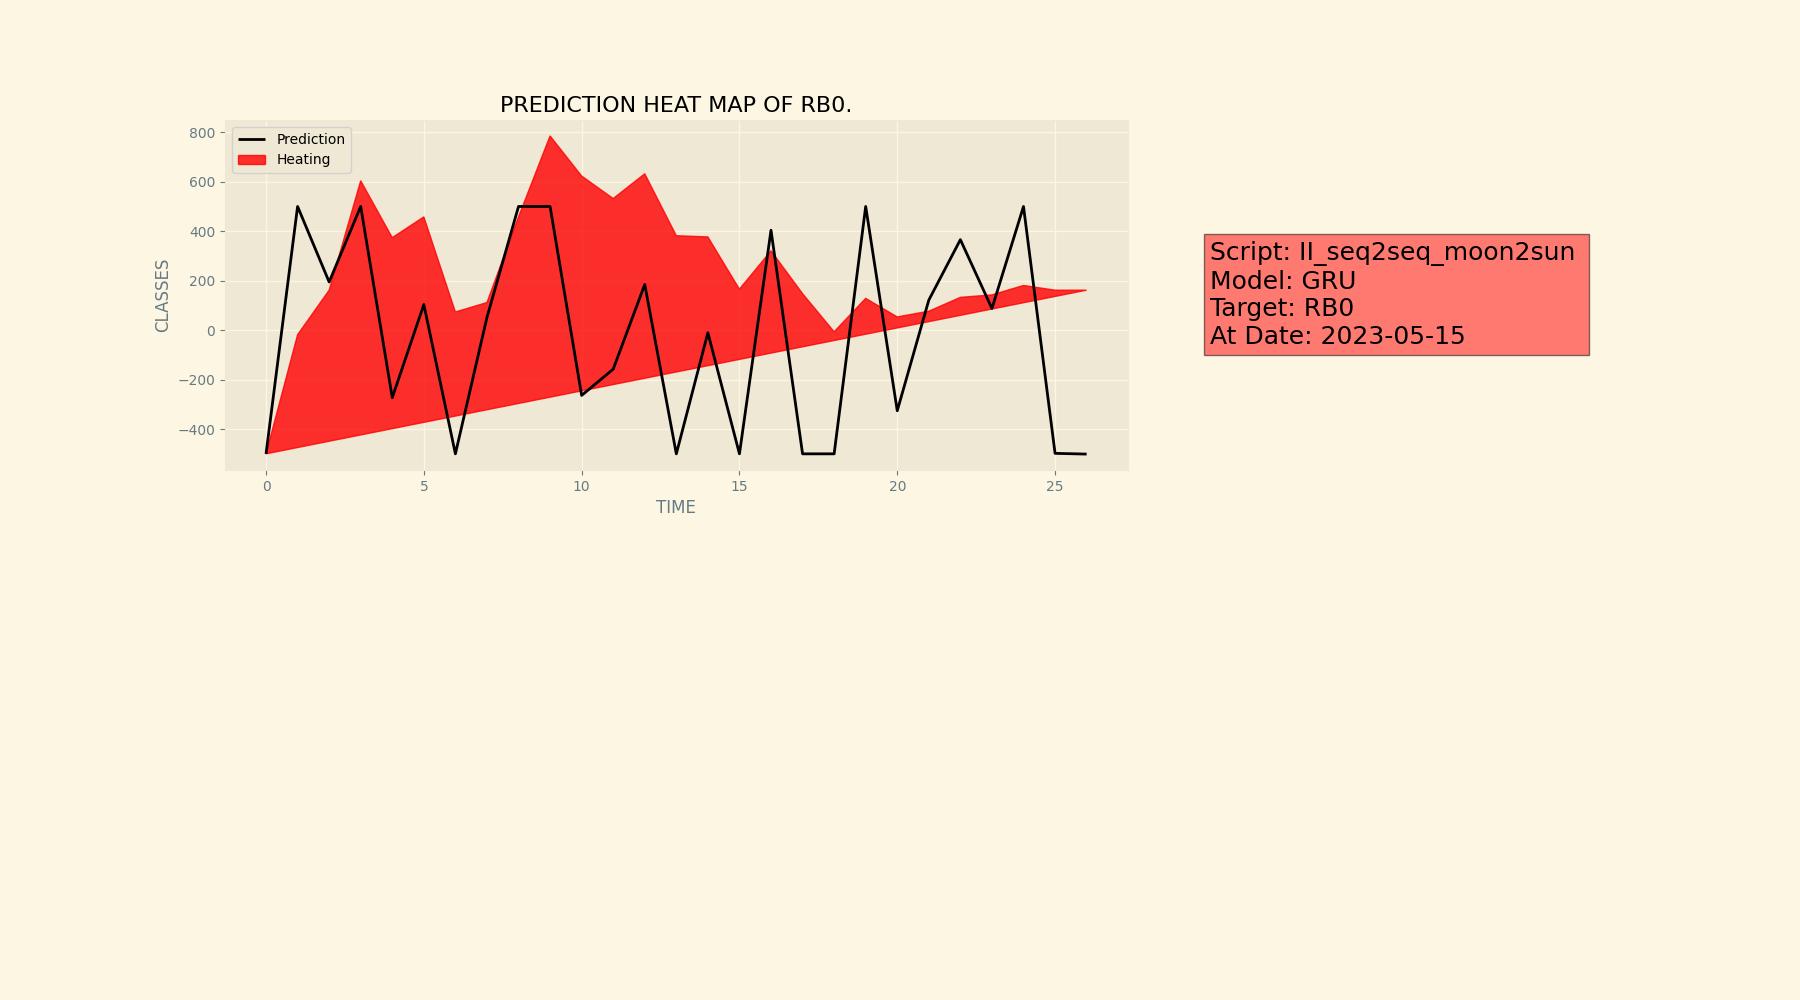 PREDICTION HEAT MAP OF RB0.
Prediction
Heating
800
600
400
200
0
−200
−400
CLASSES
0 5 10 15 20 25
TIME
Script: II_seq2seq_moon2sun
Model: GRU
Target: RB0
At Date: 2023-05-15